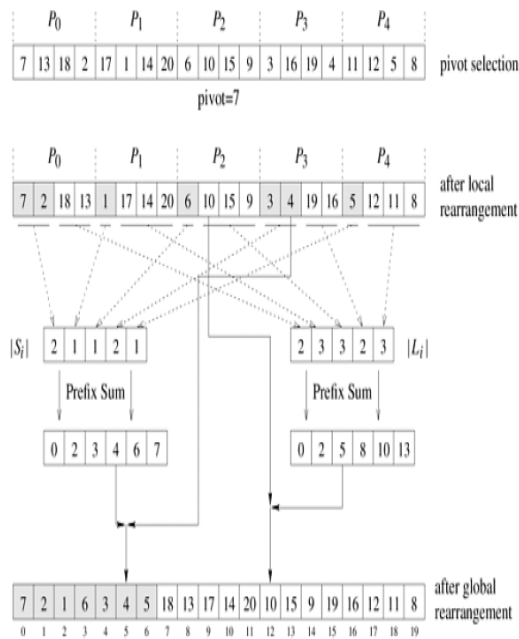 P0 P1 P2 P3 P4
7 13 18 2 17 1 14 20 6 10 15 9 3 16 19 4 11 12 5 8 pivot selection
pivot=7
P0 P1 P2 P3 P4
7 2 18 13 1 17 14 20 6 10 15 9 3 4 19 16 5 12 11 8 after local
rearrangement
|Si| 2 1 1 2 1 2 3 3 2 3 |Li|
Prefix Sum Prefix Sum
0 2 3 4 6 7 0 2 5 8 10 13
7 2 1 6 3 4 5 18 13 17 14 20 10 15 9 19 16 12 11 8 after global
rearrangement
0 1 2 3 4 5 6 7 8 9 10 11 12 13 14 15 16 17 18 19